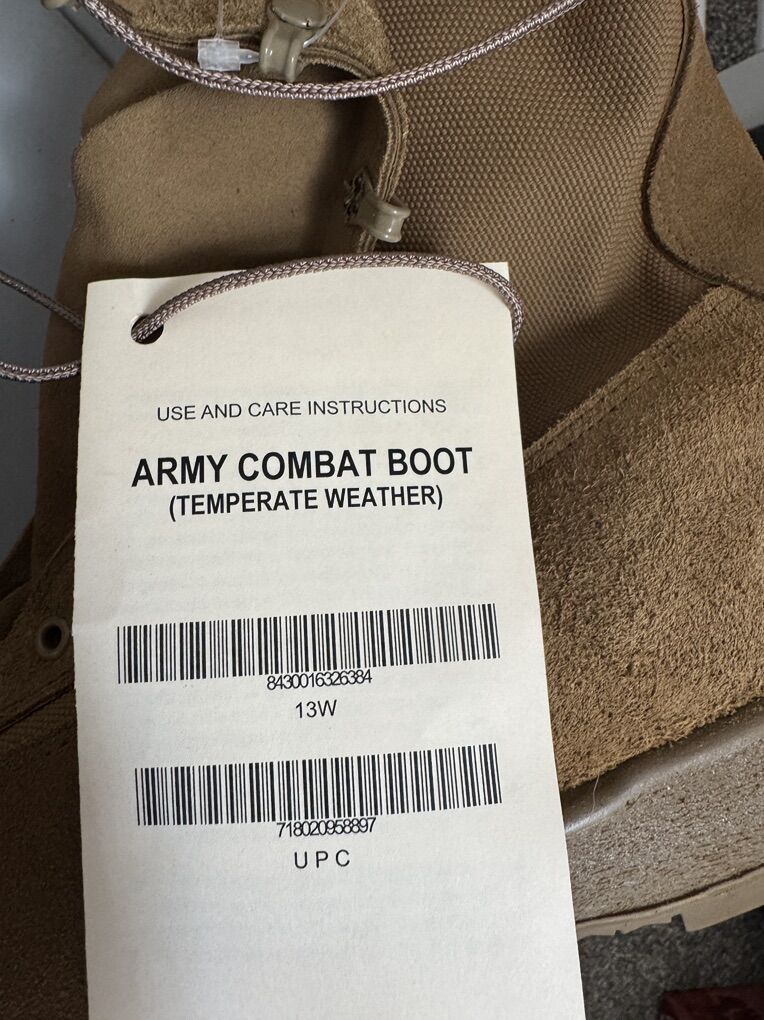 USE AND CARE INSTRUCTIONS
ARMY COMBAT BOOT
(TEMPERATE WEATHER)
8430016326384
13W
718020958897
UPC